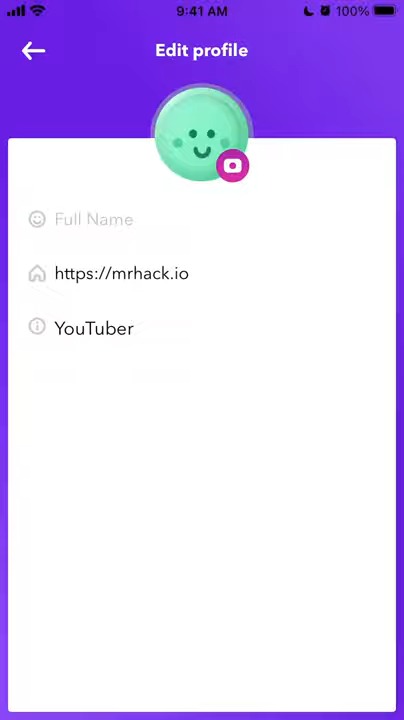 9:41 AM
100%
Edit profile
Full Name
https://mrhack.io
YouTuber